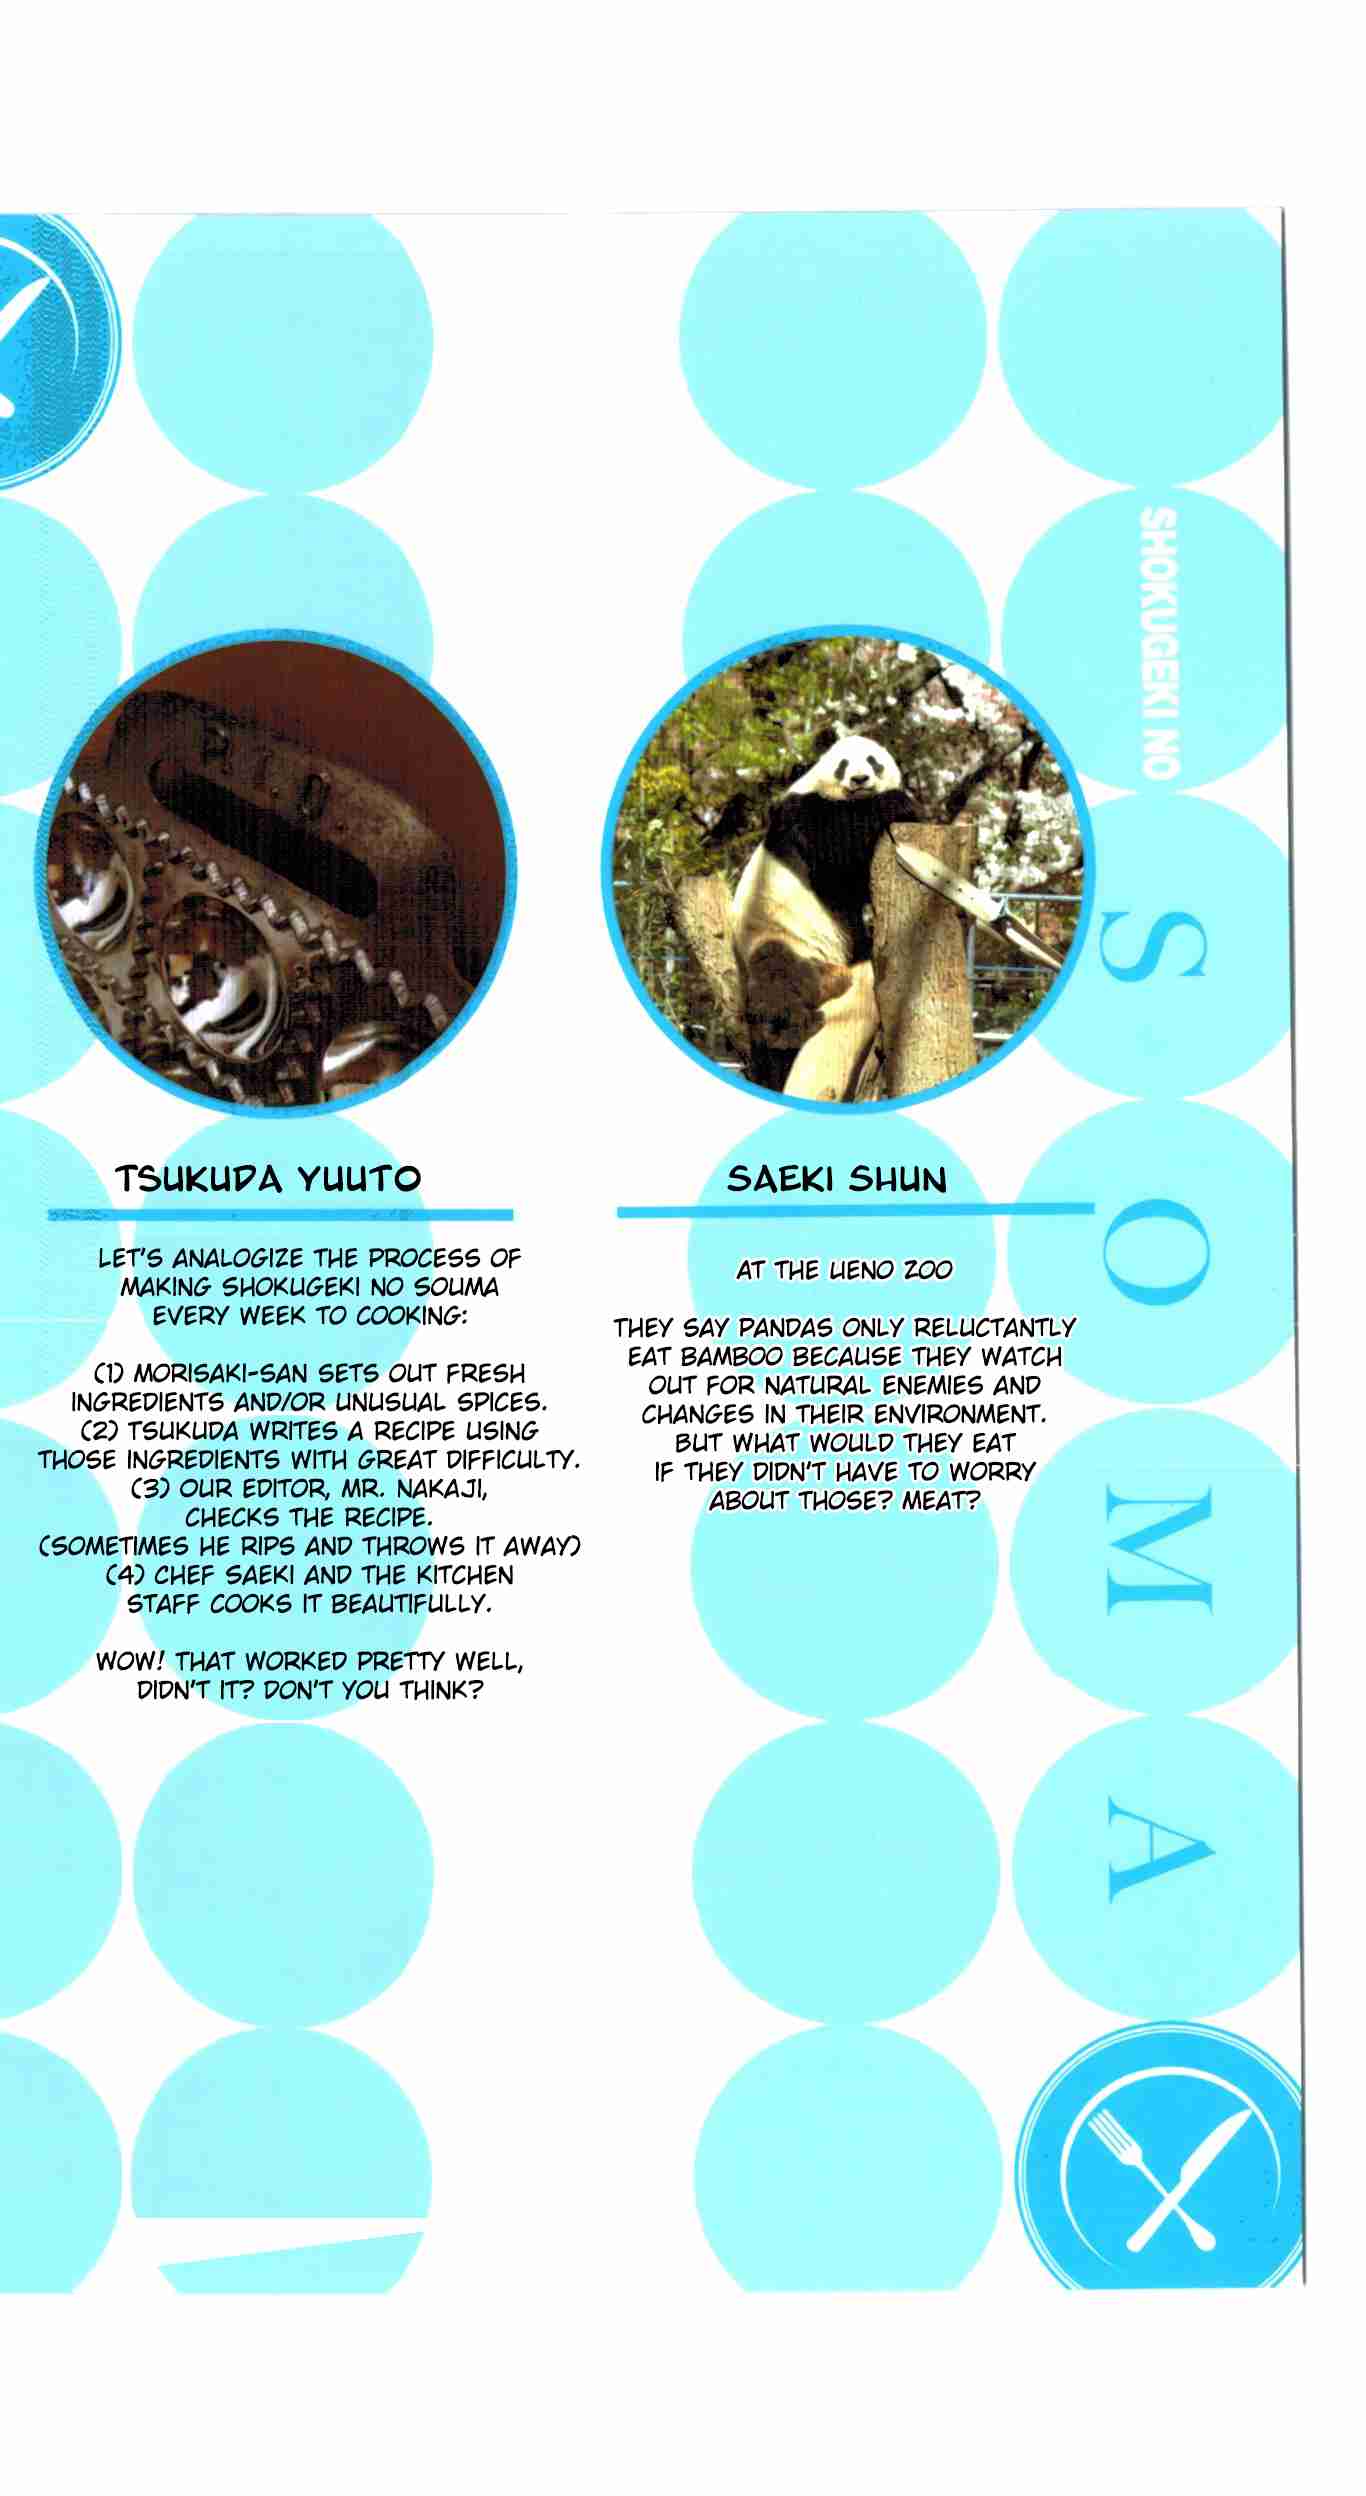 TSUKUDA YUUTO
LET'S ANALOGIZE THE PROCESS OF
MAKING SHOKUGEKI NO SOUMA
EVERY WEEK TO COOKING:
(1) MORISAKI-SAN SETS OUT FRESH
INGREDIENTS AND/OR UNUSUAL SPICES.
(2) TSUKUDA WRITES A RECIPE USING
THOSE INGREDIENTS WITH GREAT DIFFICULTY.
(3) OUR EDITOR, MR. NAKAJI,
CHECKS THE RECIPE.
(SOMETIMES HE RIPS AND THROWS IT AWAY)
(4) CHEF SAEKI AND THE KITCHEN
STAFF COOKS IT BEAUTIFULLY.
WOW! THAT WORKED PRETTY WELL,
DIDN'T IT? DON'T YOU THINK?
SAEKI SHUN
AT THE UENO ZOO
THEY SAY PANDAS ONLY RELUCTANTLY
EAT BAMBOO BECAUSE THEY WATCH
OUT FOR NATURAL ENEMIES AND
CHANGES IN THEIR ENVIRONMENT.
BUT WHAT WOULD THEY EAT
IF THEY DIDN'T HAVE TO WORRY
ABOUT THOSE? MEAT?
SHOKUGEKI NO
SOMA